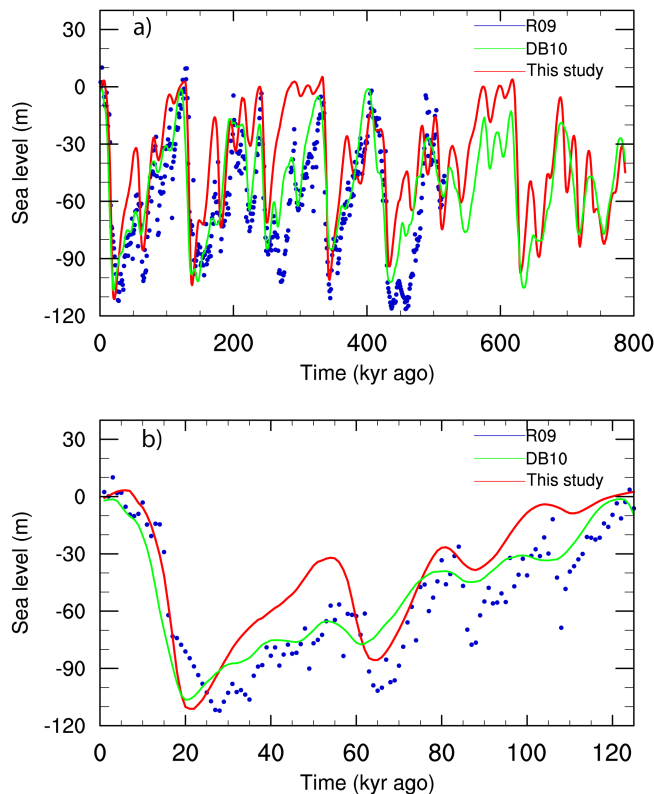 a)
R09
DB10
This study
30
0
-30
-60
-90
-120
Sea level (m)
0 200 400 600 800
Time (kyr ago)
b)
R09
DB10
This study
30
0
-30
-60
-90
-120
Sea level (m)
0 20 40 60 80 100 120
Time (kyr ago)